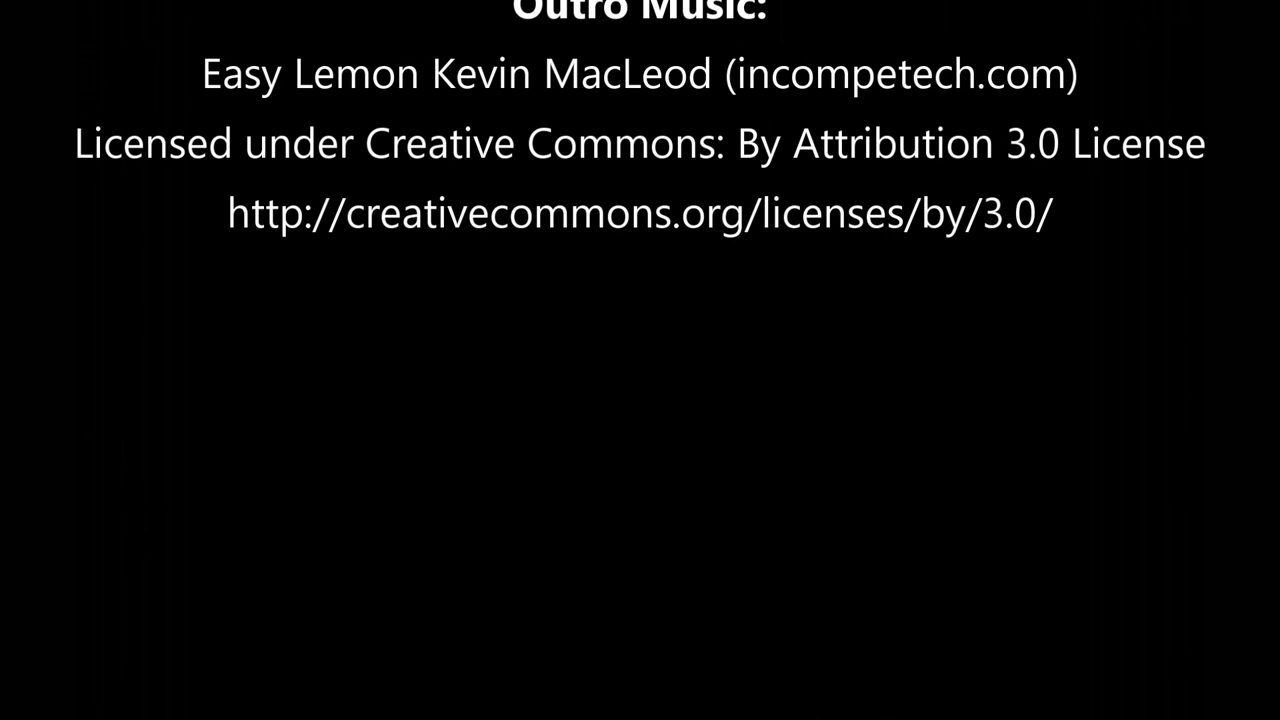 Outro Music:
Easy Lemon Kevin MacLeod (incompetech.com)
Licensed under Creative Commons: By Attribution 3.0 License
http://creativecommons.org/licenses/by/3.0/